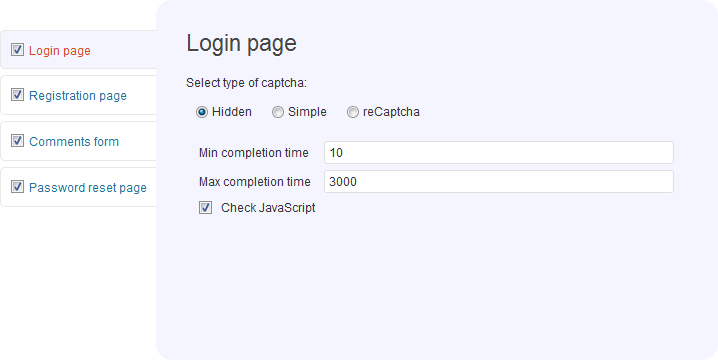 Login page
Registration page
Comments form
Password reset page
Login page
Select type of captcha:
Hidden Simple reCaptcha
Min completion time 10
Max completion time 3000
Check JavaScript